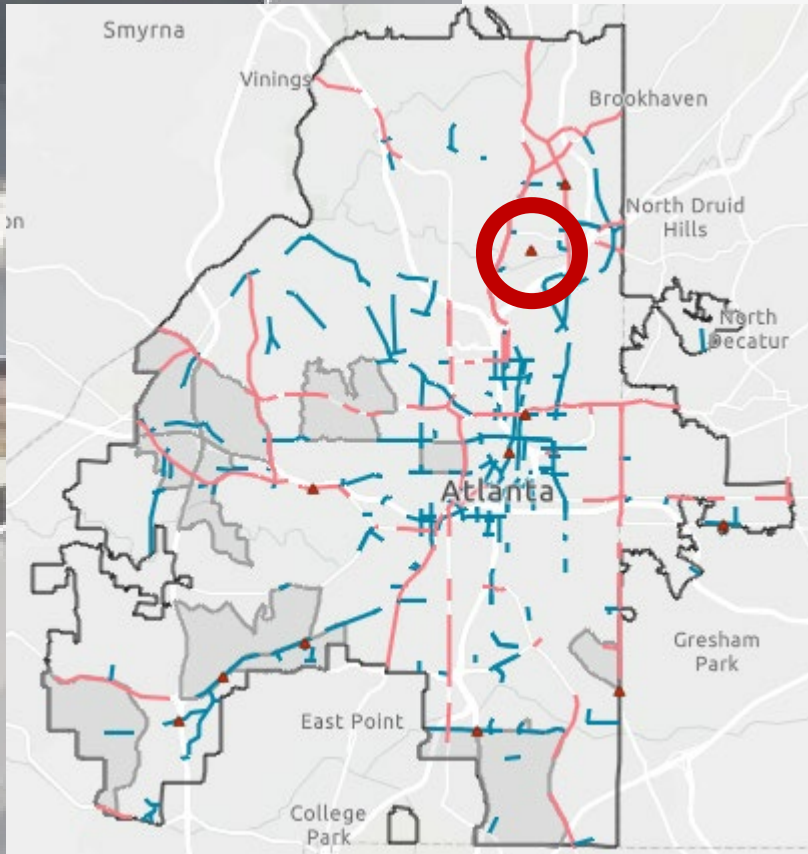 Smyrna
Vinings
Brookhaven
on
North Druid
Hills
North
Decatur
Atlanta
Gresham
Park
East Point
College
Park